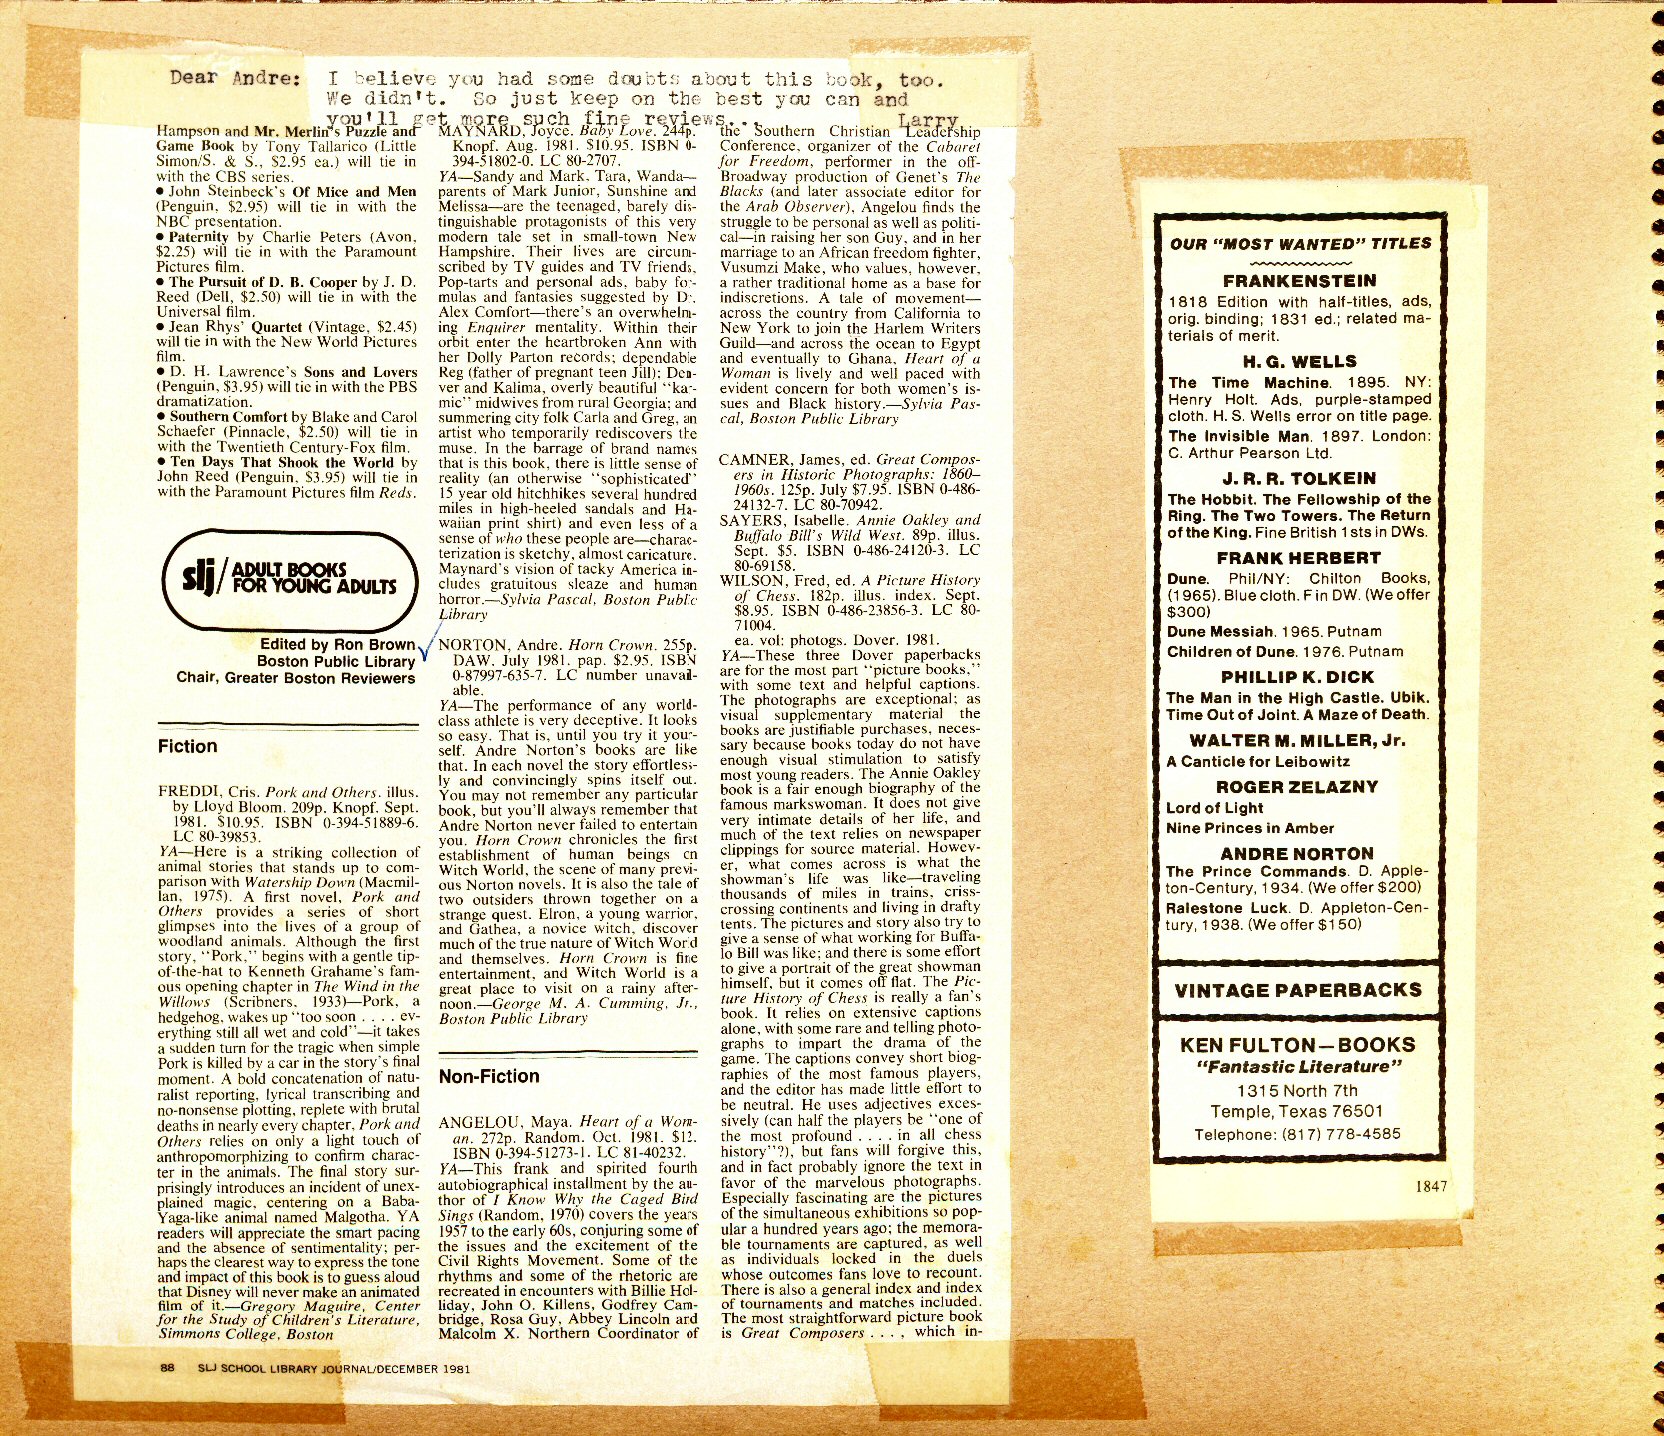 Dear Andre: I believe you had some doubts about this book, too.
We didn't. So just keep on the best you can and
you'll get more such fine reviews... Larry
Hampson and Mr. Merlin's Puzzle and
Game Book by Tony Tallarico (Little
Simon/S. & S., $2.95 ea.) will tie in
with the CBS series.
● John Steinbeck's Of Mice and Men
(Penguin, $2.95) will tie in with the
NBC presentation.
● Paternity by Charlie Peters (Avon,
$2.25) will tie in with the Paramount
Pictures film.
● The Pursuit of D. B. Cooper by J. D.
Reed (Dell, $2.50) will tie in with the
Universal film.
● Jean Rhys' Quartet (Vintage, $2.45)
will tie in with the New World Pictures
film.
● D. H. Lawrence's Sons and Lovers
(Penguin, $3.95) will tie in with the PBS
dramatization.
● Southern Comfort by Blake and Carol
Schaefer (Pinnacle, $2.50) will tie in
with the Twentieth Century-Fox film.
● Ten Days That Shook the World by
John Reed (Penguin, $3.95) will tie in
with the Paramount Pictures film Reds.
slj/ ADULT BOOKS
FOR YOUNG ADULTS
Edited by Ron Brown
Boston Public Library
Chair, Greater Boston Reviewers
Fiction
FREDDI, Cris. Pork and Others. illus.
by Lloyd Bloom. 209p. Knopf. Sept.
1981. $10.95. ISBN 0-394-51889-6.
LC 80-39853.
YA—Here is a striking collection of
animal stories that stands up to com-
parison with Watership Down (Macmil-
lan, 1975). A first novel, Pork and
Others provides a series of short
glimpses into the lives of a group of
woodland animals. Although the first
story, "Pork," begins with a gentle tip-
of-the-hat to Kenneth Grahame's fam-
ous opening chapter in The Wind in the
Willows (Scribners, 1933)—Pork, a
hedgehog, wakes up "too soon . . . . ev-
erything still all wet and cold"—it takes
a sudden turn for the tragic when simple
Pork is killed by a car in the story's final
moment. A bold concatenation of natu-
ralist reporting, lyrical transcribing and
no-nonsense plotting, replete with brutal
deaths in nearly every chapter, Pork and
Others relies on only a light touch of
anthropomorphizing to confirm charac-
ter in the animals. The final story sur-
prisingly introduces an incident of unex-
plained magic, centering on a Baba-
Yaga-like animal named Malgotha. YA
readers will appreciate the smart pacing
and the absence of sentimentality; per-
haps the clearest way to express the tone
and impact of this book is to guess aloud
that Disney will never make an animated
film of it.—Gregory Maguire, Center
for the Study of Children's Literature,
Simmons College, Boston
MAYNARD, Joyce. Baby Love. 244p.
Knopf. Aug. 1981. $10.95. ISBN 0-
394-51802-0. LC 80-2707.
YA—Sandy and Mark, Tara, Wanda—
parents of Mark Junior, Sunshine and
Melissa—are the teenaged, barely dis-
tinguishable protagonists of this very
modern tale set in small-town New
Hampshire. Their lives are circum-
scribed by TV guides and TV friends,
Pop-tarts and personal ads, baby for-
mulas and fantasies suggested by Dr.
Alex Comfort—there's an overwhelm-
ing Enquirer mentality. Within their
orbit enter the heartbroken Ann with
her Dolly Parton records; dependable
Reg (father of pregnant teen Jill); Den-
ver and Kalima, overly beautiful "kar-
mic" midwives from rural Georgia; and
summering city folk Carla and Greg, an
artist who temporarily rediscovers the
muse. In the barrage of brand names
that is this book, there is little sense of
reality (an otherwise "sophisticated"
15 year old hitchhikes several hundred
miles in high-heeled sandals and Ha-
waiian print shirt) and even less of a
sense of who these people are—charac-
terization is sketchy, almost caricature.
Maynard's vision of tacky America in-
cludes gratuitous sleaze and human
horror.—Sylvia Pascal, Boston Public
Library
NORTON, Andre. Horn Crown. 255p.
DAW. July 1981. pap. $2.95. ISBN
0-87997-635-7. LC number unavail-
able.
YA—The performance of any world-
class athlete is very deceptive. It looks
so easy. That is, until you try it your-
self. Andre Norton's books are like
that. In each novel the story effortless-
ly and convincingly spins itself out.
You may not remember any particular
book, but you'll always remember that
Andre Norton never failed to entertain
you. Horn Crown chronicles the first
establishment of human beings on
Witch World, the scene of many previ-
ous Norton novels. It is also the tale of
two outsiders thrown together on a
strange quest. Elron, a young warrior,
and Gathea, a novice witch, discover
much of the true nature of Witch World
and themselves. Horn Crown is fine
entertainment, and Witch World is a
great place to visit on a rainy after-
noon.—George M. A. Cumming, Jr.,
Boston Public Library
Non-Fiction
ANGELOU, Maya. Heart of a Wom-
an. 272p. Random. Oct. 1981. $12.
ISBN 0-394-51273-1. LC 81-40232.
YA—This frank and spirited fourth
autobiographical installment by the au-
thor of I Know Why the Caged Bird
Sings (Random, 1970) covers the years
1957 to the early 60s, conjuring some of
the issues and the excitement of the
Civil Rights Movement. Some of the
rhythms and some of the rhetoric are
recreated in encounters with Billie Hol-
liday, John O. Killens, Godfrey Cam-
bridge, Rosa Guy, Abbey Lincoln and
Malcolm X. Northern Coordinator of
the Southern Christian Leadership
Conference, organizer of the Cabaret
for Freedom, performer in the off-
Broadway production of Genet's The
Blacks (and later associate editor for
the Arab Observer), Angelou finds the
struggle to be personal as well as politi-
cal—in raising her son Guy, and in her
marriage to an African freedom fighter,
Vusumzi Make, who values, however,
a rather traditional home as a base for
indiscretions. A tale of movement—
across the country from California to
New York to join the Harlem Writers
Guild—and across the ocean to Egypt
and eventually to Ghana, Heart of a
Woman is lively and well paced with
evident concern for both women's is-
sues and Black history.—Sylvia Pas-
cal, Boston Public Library
CAMNER, James, ed. Great Compos-
ers in Historic Photographs: 1860–
1960s. 125p. July $7.95. ISBN 0-486-
24132-7. LC 80-70942.
SAYERS, Isabelle. Annie Oakley and
Buffalo Bill's Wild West. 89p. illus.
Sept. $5. ISBN 0-486-24120-3. LC
80-69158.
WILSON, Fred, ed. A Picture History
of Chess. 182p. illus. index. Sept.
$8.95. ISBN 0-486-23856-3. LC 80-
71004.
ea. vol: photogs. Dover. 1981.
YA—These three Dover paperbacks
are for the most part "picture books,"
with some text and helpful captions.
The photographs are exceptional; as
visual supplementary material the
books are justifiable purchases, neces-
sary because books today do not have
enough visual stimulation to satisfy
most young readers. The Annie Oakley
book is a fair enough biography of the
famous markswoman. It does not give
very intimate details of her life, and
much of the text relies on newspaper
clippings for source material. Howev-
er, what comes across is what the
showman's life was like—traveling
thousands of miles in trains, criss-
crossing continents and living in drafty
tents. The pictures and story also try to
give a sense of what working for Buffa-
lo Bill was like; and there is some effort
to give a portrait of the great showman
himself, but it comes off flat. The Pic-
ture History of Chess is really a fan's
book. It relies on extensive captions
alone, with some rare and telling photo-
graphs to impart the drama of the
game. The captions convey short biog-
raphies of the most famous players,
and the editor has made little effort to
be neutral. He uses adjectives exces-
sively (can half the players be "one of
the most profound . . . . in all chess
history"?), but fans will forgive this,
and in fact probably ignore the text in
favor of the marvelous photographs.
Especially fascinating are the pictures
of the simultaneous exhibitions so pop-
ular a hundred years ago; the memora-
ble tournaments are captured, as well
as individuals locked in the duels
whose outcomes fans love to recount.
There is also a general index and index
of tournaments and matches included.
The most straightforward picture book
is Great Composers . . . . , which in-
88 SLJ SCHOOL LIBRARY JOURNAL/DECEMBER 1981
OUR "MOST WANTED" TITLES
FRANKENSTEIN
1818 Edition with half-titles, ads,
orig. binding; 1831 ed.; related ma-
terials of merit.
H. G. WELLS
The Time Machine. 1895. NY:
Henry Holt. Ads, purple-stamped
cloth. H. S. Wells error on title page.
The Invisible Man. 1897. London:
C. Arthur Pearson Ltd.
J. R. R. TOLKEIN
The Hobbit. The Fellowship of the
Ring. The Two Towers. The Return
of the King. Fine British 1sts in DWs.
FRANK HERBERT
Dune. Phil/NY: Chilton Books,
(1965). Blue cloth. F in DW. (We offer
$300)
Dune Messiah. 1965. Putnam
Children of Dune. 1976. Putnam
PHILLIP K. DICK
The Man in the High Castle. Ubik.
Time Out of Joint. A Maze of Death.
WALTER M. MILLER, Jr.
A Canticle for Leibowitz
ROGER ZELAZNY
Lord of Light
Nine Princes in Amber
ANDRE NORTON
The Prince Commands. D. Apple-
ton-Century, 1934. (We offer $200)
Ralestone Luck. D. Appleton-Cen-
tury, 1938. (We offer $150)
VINTAGE PAPERBACKS
KEN FULTON—BOOKS
"Fantastic Literature"
1315 North 7th
Temple, Texas 76501
Telephone: (817) 778-4585
1847